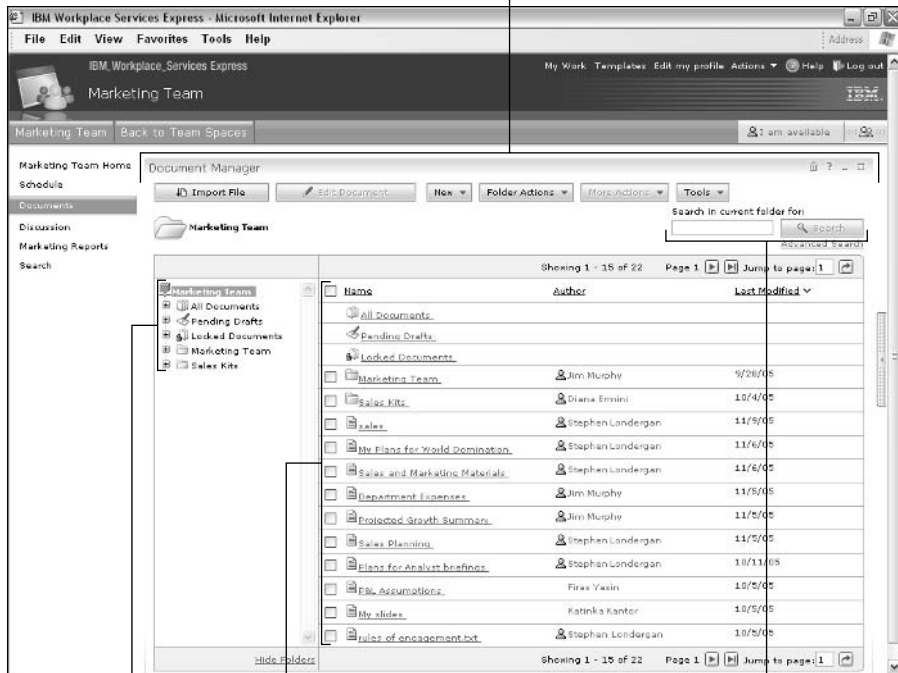 IBM Workplace Services Express - Microsoft Internet Explorer
File Edit View Favorites Tools Help Address
IBM_Workplace_Services Express My Work Templates Edit my profile Actions Help Log out
Marketing Team IBM.
Marketing Team Back to Team Spaces I am available
Marketing Team Home
Schedule
Documents
Discussion
Marketing Reports
Search
Document Manager
Import File Edit Document New Folder Actions More Actions Tools
Search in current folder for:
Marketing Team Search
Advanced Search
Showing 1 - 15 of 22 Page 1 Jump to page: 1
Marketing Team
All Documents
Pending Drafts
Locked Documents
Marketing Team
Sales Kits
Name Author Last Modified
All Documents
Pending Drafts
Locked Documents
Marketing Team Jim Murphy 9/28/05
Sales Kits Diana Ermini 10/4/05
sales Stephen Londergan 11/9/05
My Plans for World Domination Stephen Londergan 11/6/05
Sales and Marketing Materials Stephen Londergan 11/6/05
Department Expenses Jim Murphy 11/5/05
Projected Growth Summary Jim Murphy 11/5/05
Sales Planning Stephen Londergan 11/5/05
Plans for Analyst briefings Stephen Londergan 10/11/05
P&L Assumptions Firas Yasin 10/5/05
My slides Katinka Kantor 10/5/05
rules of engagement.txt Stephen Londergan 10/5/05
Hide Folders Showing 1 - 15 of 22 Page 1 Jump to page: 1